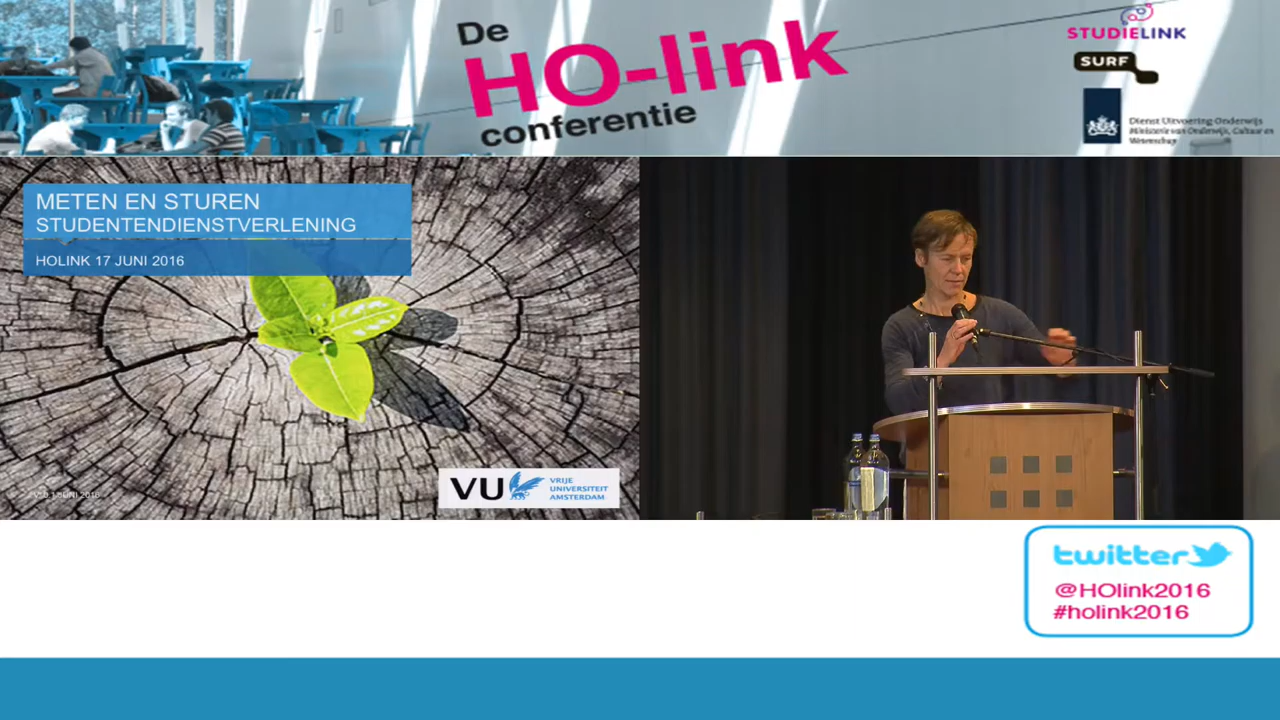 De
HO-link
conferentie
STUDIELINK
SURF
Dienst Uitvoering Onderwijs
Ministerie van Onderwijs, Cultuur en
Wetenschap
METEN EN STUREN
STUDENTENDIENSTVERLENING
HOLINK 17 JUNI 2016
VU
VRIJE
UNIVERSITEIT
AMSTERDAM
twitter
@HOlink2016
#holink2016